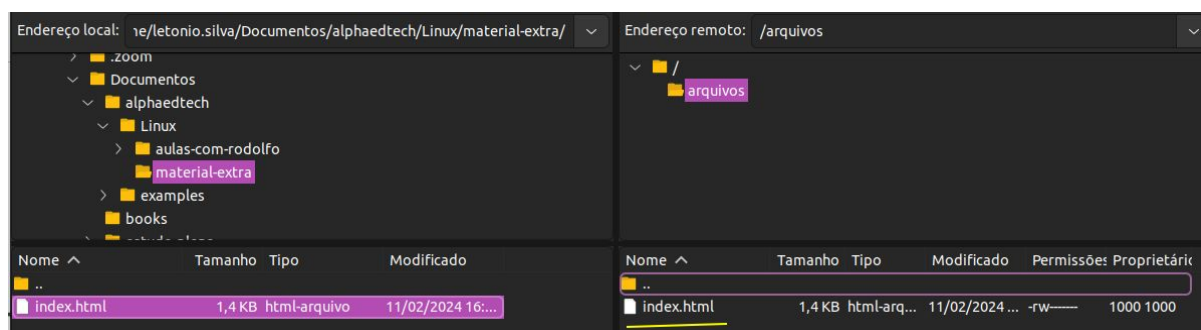 Endereço local: ne/letonio.silva/Documentos/alphaedtech/Linux/material-extra/
.zoom
Documentos
alphaedtech
Linux
aulas-com-rodolfo
material-extra
examples
books
Nome Tamanho Tipo Modificado
..
index.html 1,4 KB html-arquivo 11/02/2024 16:...
Endereço remoto: /arquivos
/
arquivos
Nome Tamanho Tipo Modificado Permissões Proprietáric
..
index.html 1,4 KB html-arq... 11/02/2024 ... -rw------- 1000 1000